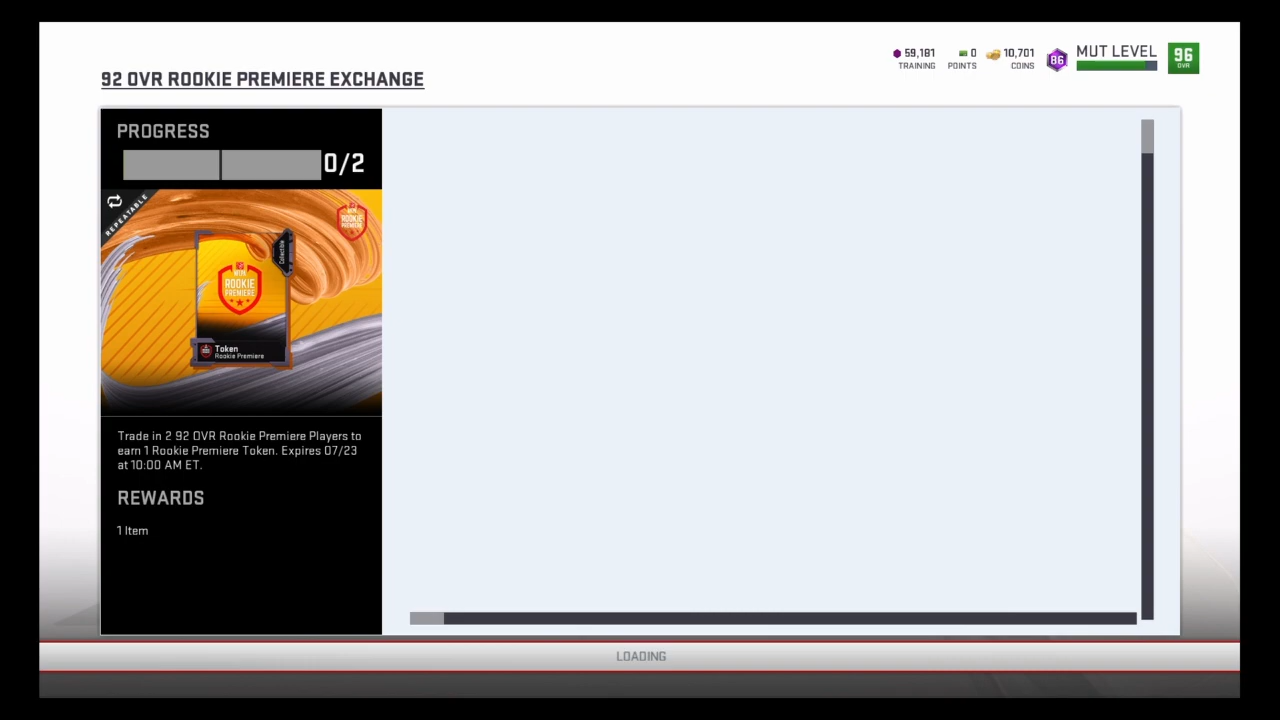 59,181 0 10,701 86 MUT LEVEL 96
TRAINING POINTS COINS OVR
92 OVR ROOKIE PREMIERE EXCHANGE
PROGRESS
0/2
REPEATABLE
ROOKIE
PREMIERE
Collectible
NFLPA
ROOKIE
PREMIERE
Token
Rookie Premiere
Trade in 2 92 OVR Rookie Premiere Players to
earn 1 Rookie Premiere Token. Expires 07/23
at 10:00 AM ET.
REWARDS
1 Item
LOADING